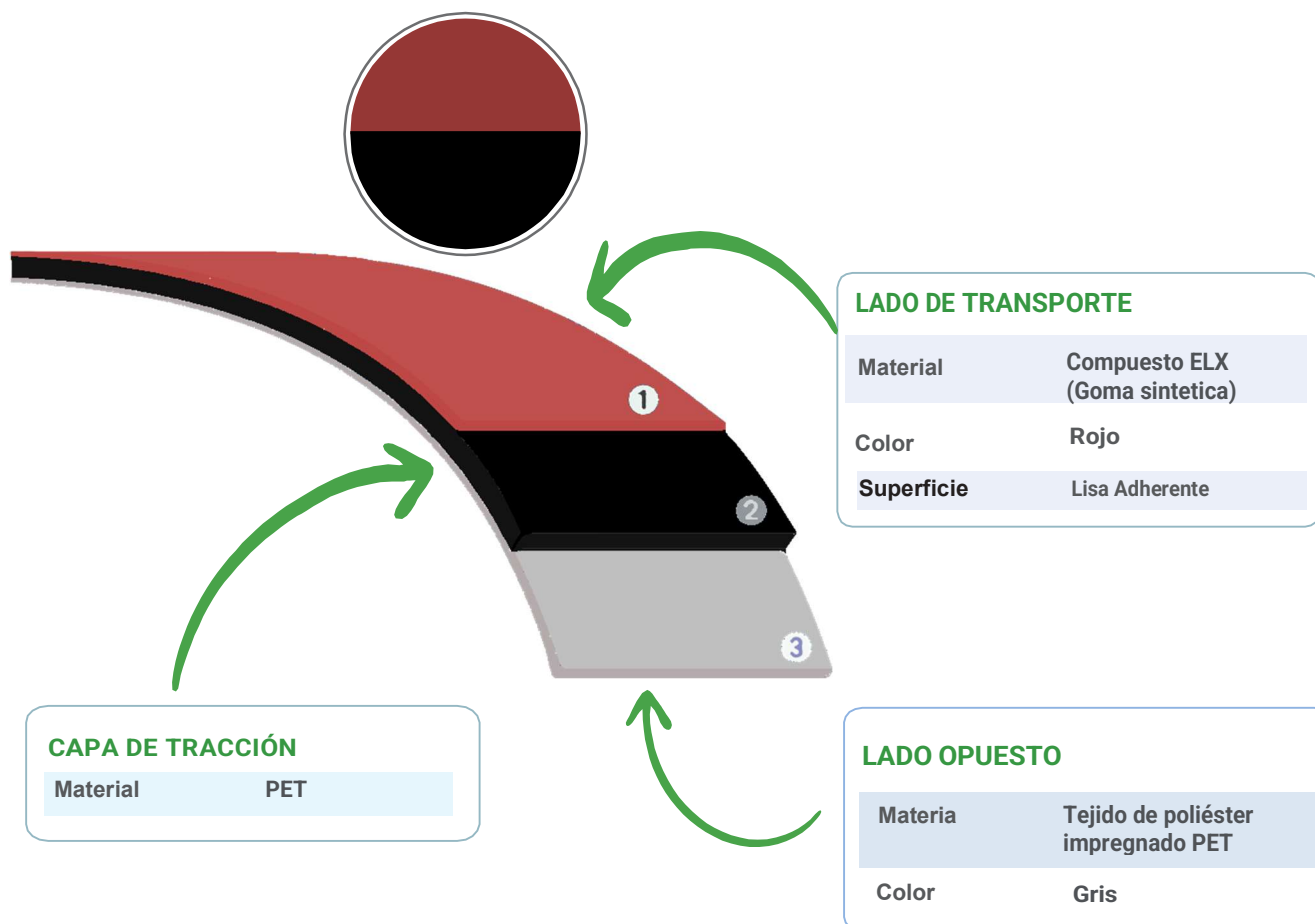 LADO DE TRANSPORTE
Material Compuesto ELX
(Goma sintetica)
Color Rojo
Superficie Lisa Adherente
1
2
3
CAPA DE TRACCIÓN
Material PET
LADO OPUESTO
Materia Tejido de poliéster
impregnado PET
Color Gris